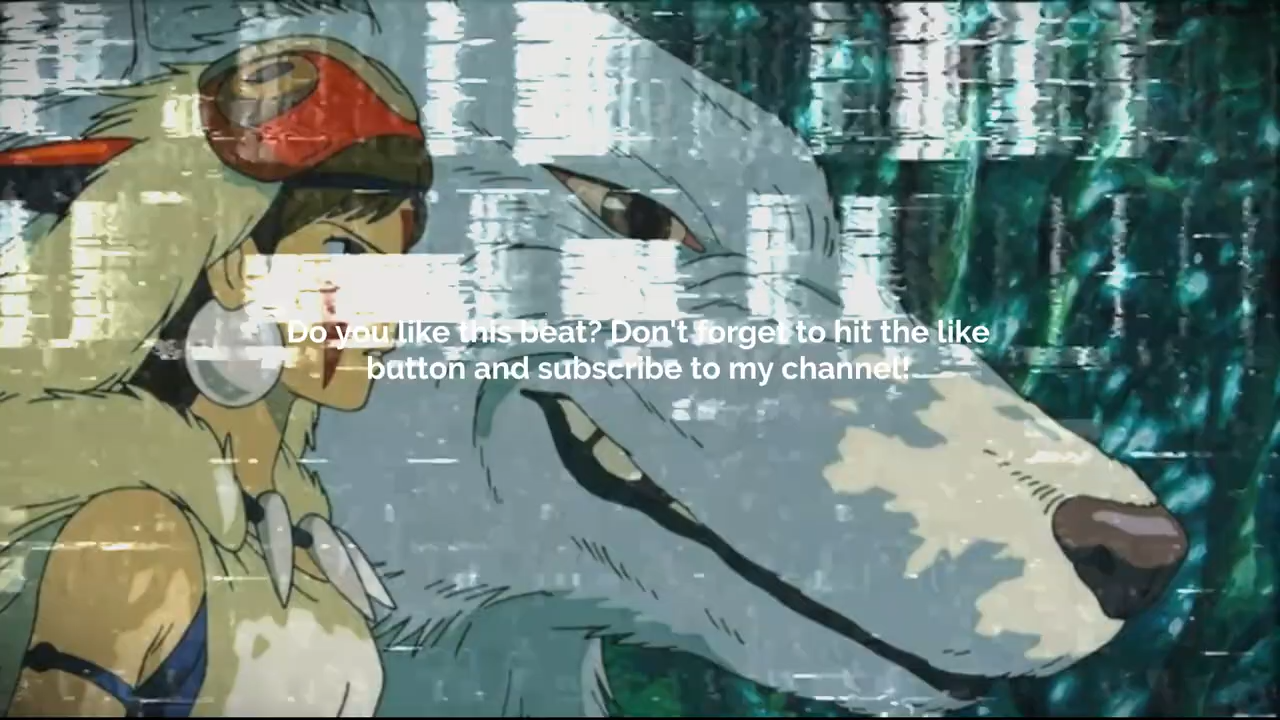 Do you like this beat? Don't forget to hit the like
button and subscribe to my channel!